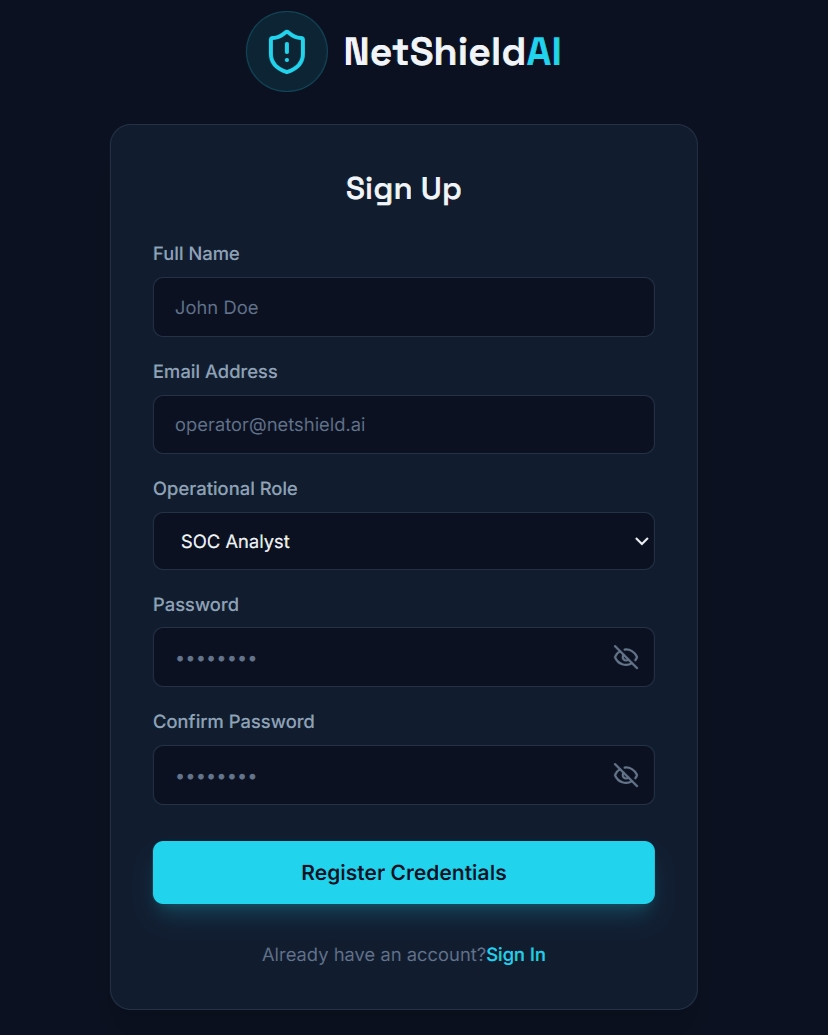 NetShieldAI
Sign Up
Full Name
John Doe
Email Address
operator@netshield.ai
Operational Role
SOC Analyst
Password
••••••••
Confirm Password
••••••••
Register Credentials
Already have an account?Sign In